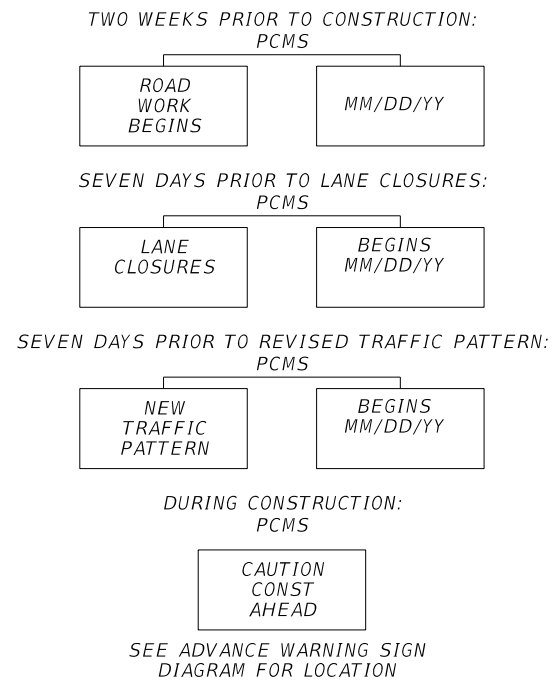 TWO WEEKS PRIOR TO CONSTRUCTION:
PCMS
ROAD
WORK
BEGINS
MM/DD/YY
SEVEN DAYS PRIOR TO LANE CLOSURES:
PCMS
LANE
CLOSURES
BEGINS
MM/DD/YY
SEVEN DAYS PRIOR TO REVISED TRAFFIC PATTERN:
PCMS
NEW
TRAFFIC
PATTERN
BEGINS
MM/DD/YY
DURING CONSTRUCTION:
PCMS
CAUTION
CONST
AHEAD
SEE ADVANCE WARNING SIGN
DIAGRAM FOR LOCATION